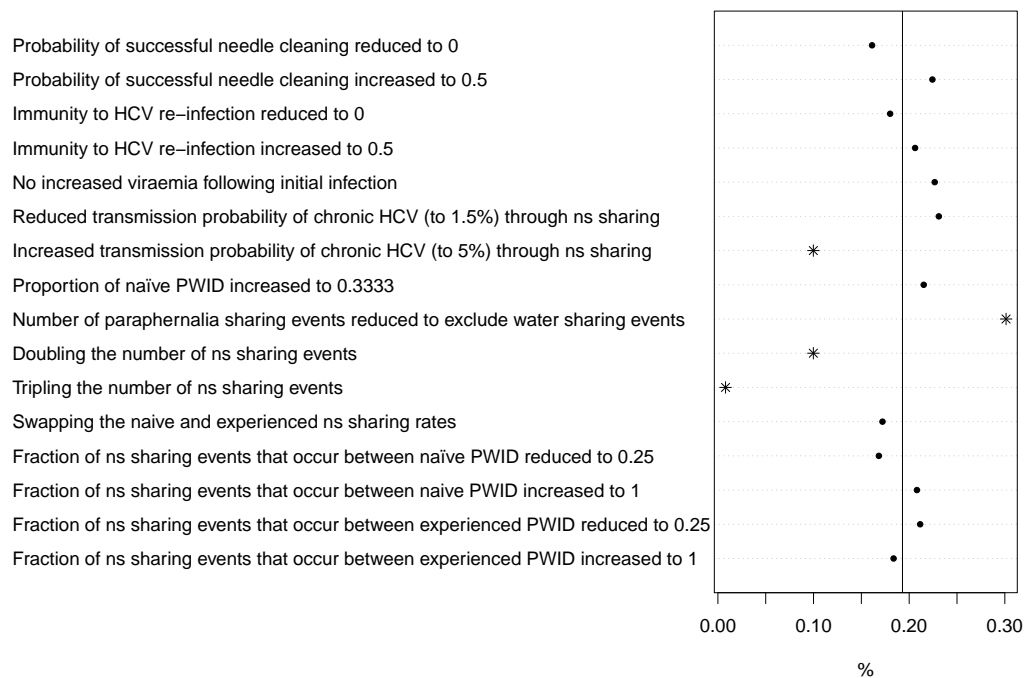 Probability of successful needle cleaning reduced to 0
Probability of successful needle cleaning increased to 0.5
Immunity to HCV re−infection reduced to 0
Immunity to HCV re−infection increased to 0.5
No increased viraemia following initial infection
Reduced transmission probability of chronic HCV (to 1.5%) through ns sharing
Increased transmission probability of chronic HCV (to 5%) through ns sharing
Proportion of naïve PWID increased to 0.3333
Number of paraphernalia sharing events reduced to exclude water sharing events
Doubling the number of ns sharing events
Tripling the number of ns sharing events
Swapping the naive and experienced ns sharing rates
Fraction of ns sharing events that occur between naïve PWID reduced to 0.25
Fraction of ns sharing events that occur between naive PWID increased to 1
Fraction of ns sharing events that occur between experienced PWID reduced to 0.25
Fraction of ns sharing events that occur between experienced PWID increased to 1
0.00 0.10 0.20 0.30
%